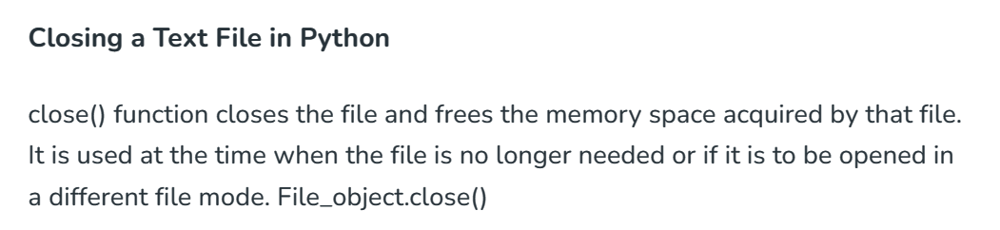 Closing a Text File in Python
close() function closes the file and frees the memory space acquired by that file.
It is used at the time when the file is no longer needed or if it is to be opened in
a different file mode. File_object.close()